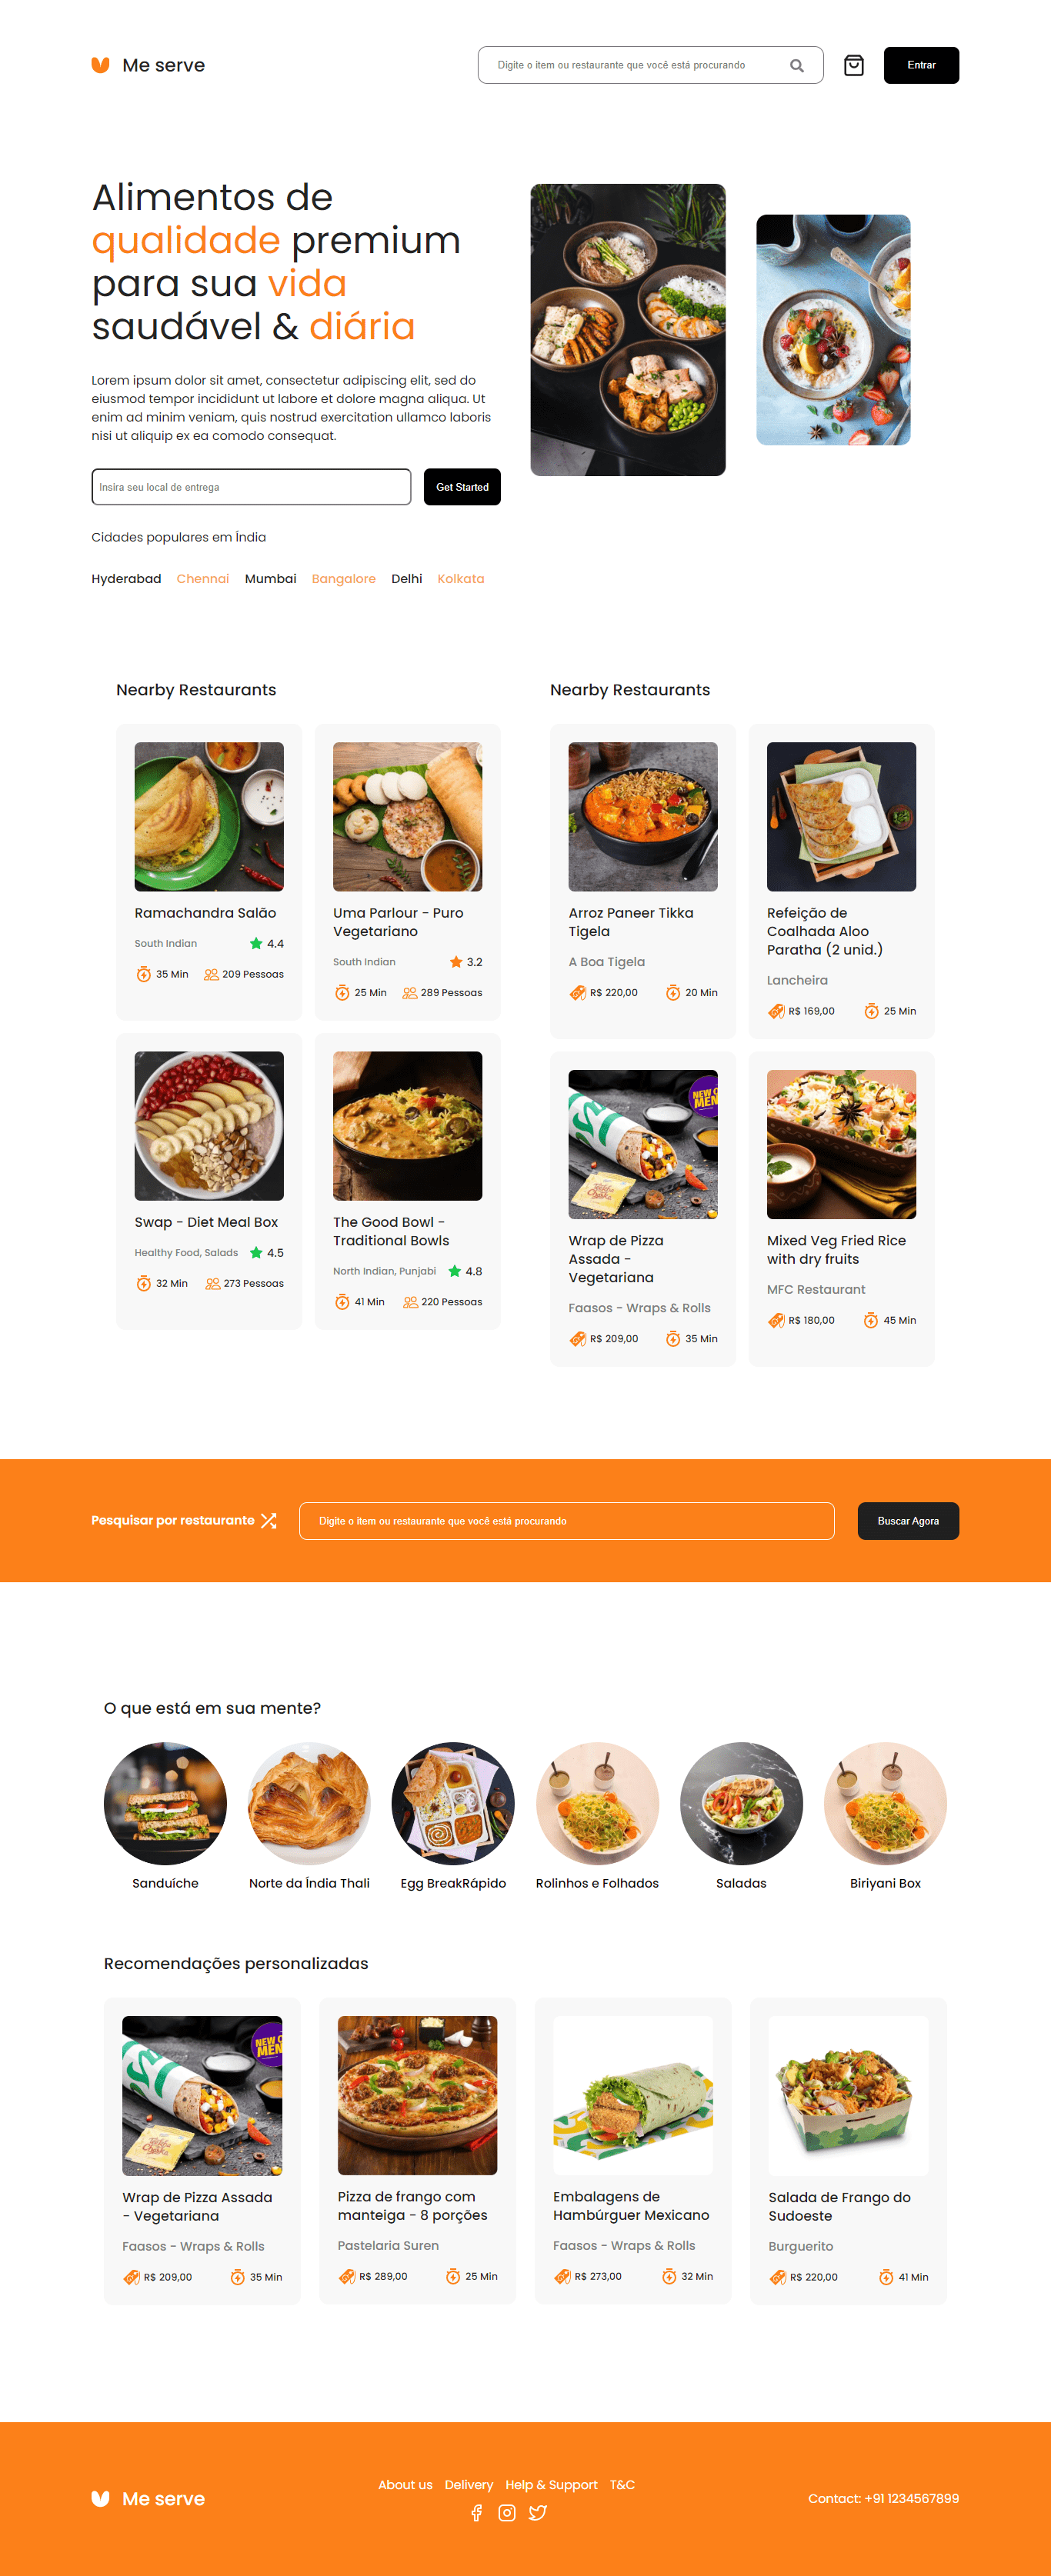 Me serve
Digite o item ou restaurante que você está procurando
Entrar
Alimentos de
qualidade premium
para sua vida
saudável & diária
Lorem ipsum dolor sit amet, consectetur adipiscing elit, sed do
eiusmod tempor incididunt ut labore et dolore magna aliqua. Ut
enim ad minim veniam, quis nostrud exercitation ullamco laboris
nisi ut aliquip ex ea comodo consequat.
Insira seu local de entrega
Get Started
Cidades populares em Índia
Hyderabad Chennai Mumbai Bangalore Delhi Kolkata
Nearby Restaurants
Ramachandra Salão
South Indian 4.4
35 Min 209 Pessoas
Uma Parlour - Puro
Vegetariano
South Indian 3.2
25 Min 289 Pessoas
Swap - Diet Meal Box
Healthy Food, Salads 4.5
32 Min 273 Pessoas
The Good Bowl -
Traditional Bowls
North Indian, Punjabi 4.8
41 Min 220 Pessoas
Nearby Restaurants
Arroz Paneer Tikka
Tigela
A Boa Tigela
R$ 220,00 20 Min
Refeição de
Coalhada Aloo
Paratha (2 unid.)
Lancheira
R$ 169,00 25 Min
NEW
MEN
Wrap de Pizza
Assada -
Vegetariana
Faasos - Wraps & Rolls
R$ 209,00 35 Min
Mixed Veg Fried Rice
with dry fruits
MFC Restaurant
R$ 180,00 45 Min
Pesquisar por restaurante
Digite o item ou restaurante que você está procurando
Buscar Agora
O que está em sua mente?
Sanduíche
Norte da Índia Thali
Egg BreakRápido
Rolinhos e Folhados
Saladas
Biriyani Box
Recomendações personalizadas
NEW
MEN
Wrap de Pizza Assada
- Vegetariana
Faasos - Wraps & Rolls
R$ 209,00 35 Min
Pizza de frango com
manteiga - 8 porções
Pastelaria Suren
R$ 289,00 25 Min
Embalagens de
Hambúrguer Mexicano
Faasos - Wraps & Rolls
R$ 273,00 32 Min
Salada de Frango do
Sudoeste
Burguerito
R$ 220,00 41 Min
Me serve
About us Delivery Help & Support T&C
Contact: +91 1234567899